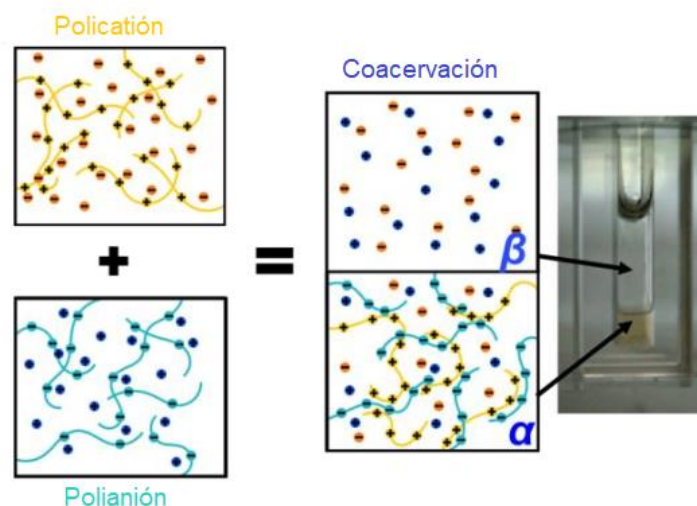 Policatión
Coacervación
+
=
β
α
Polianión